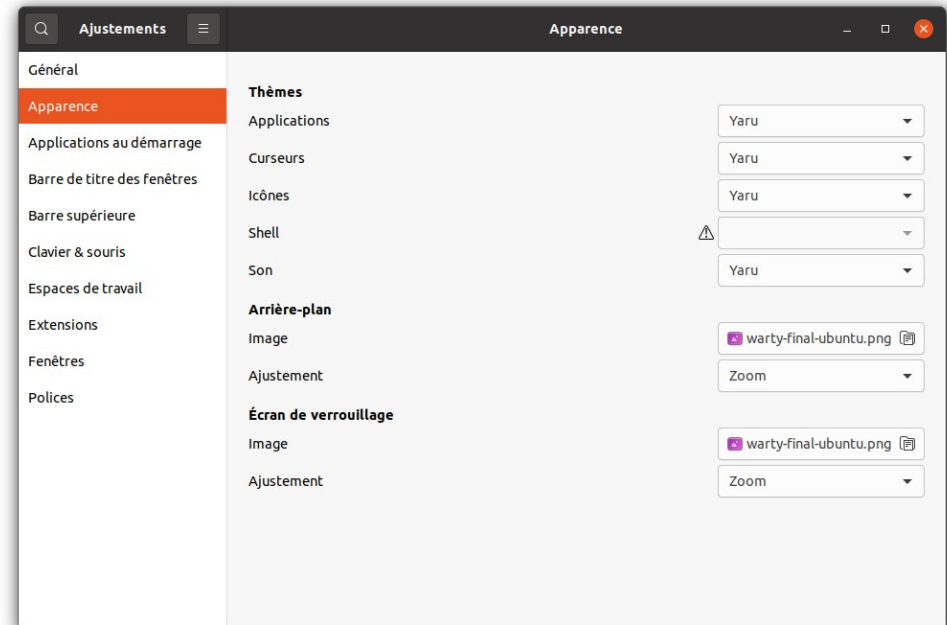 Ajustements
Apparence
Général
Apparence
Applications au démarrage
Barre de titre des fenêtres
Barre supérieure
Clavier & souris
Espaces de travail
Extensions
Fenêtres
Polices
Thèmes
Applications Yaru
Curseurs Yaru
Icônes Yaru
Shell
Son Yaru
Arrière-plan
Image warty-final-ubuntu.png
Ajustement Zoom
Écran de verrouillage
Image warty-final-ubuntu.png
Ajustement Zoom